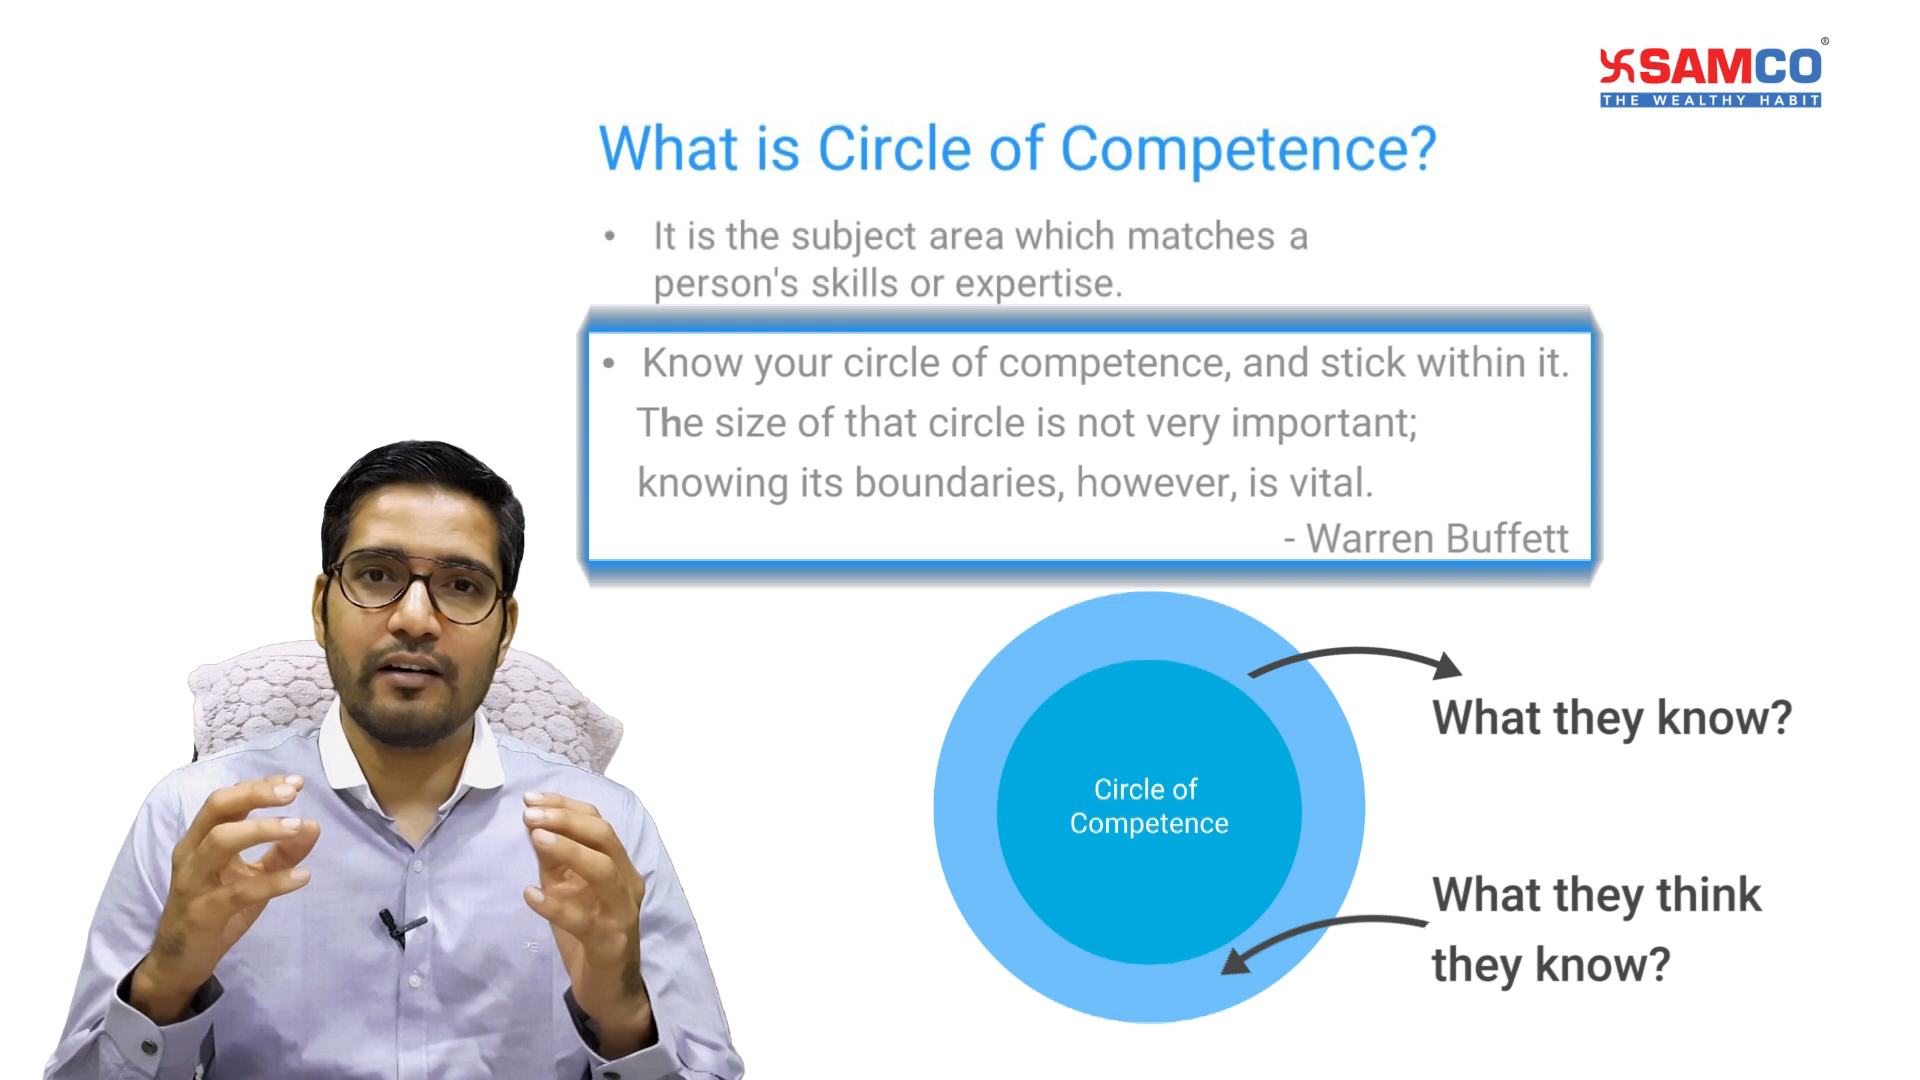 SAMCO®
THE WEALTHY HABIT
What is Circle of Competence?
• It is the subject area which matches a
person's skills or expertise.
• Know your circle of competence, and stick within it.
The size of that circle is not very important;
knowing its boundaries, however, is vital.
- Warren Buffett
What they know?
Circle of
Competence
What they think
they know?